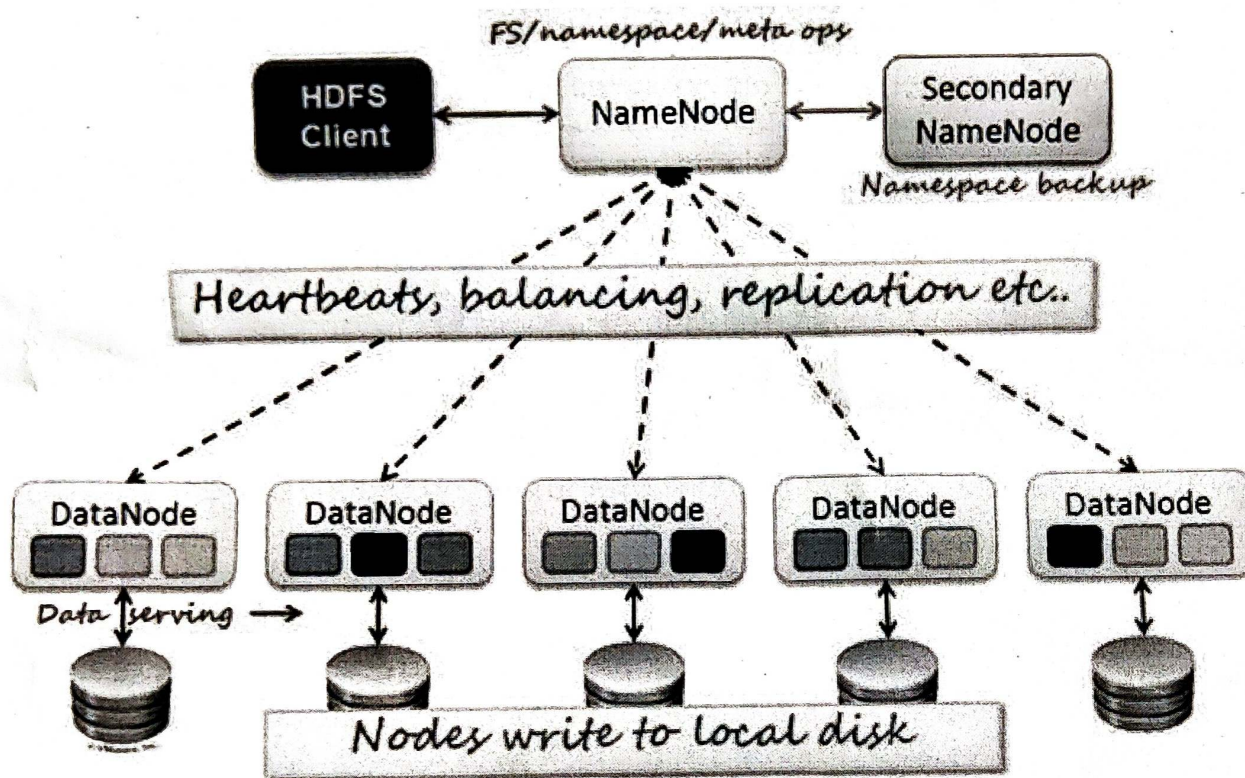 FS/namespace/meta ops
HDFS
Client
NameNode
Secondary
NameNode
Namespace backup
Heartbeats, balancing, replication etc..
DataNode
DataNode
DataNode
DataNode
DataNode
Data serving
Nodes write to local disk